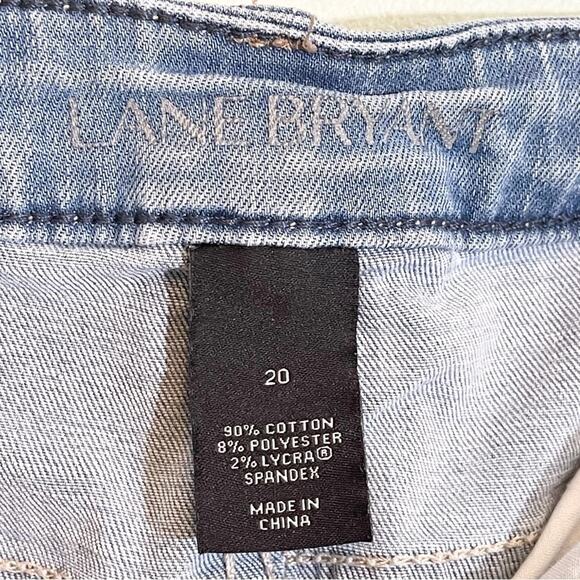 LANE BRYANT
20
90% COTTON
8% POLYESTER
2% LYCRA®
SPANDEX
MADE IN
CHINA